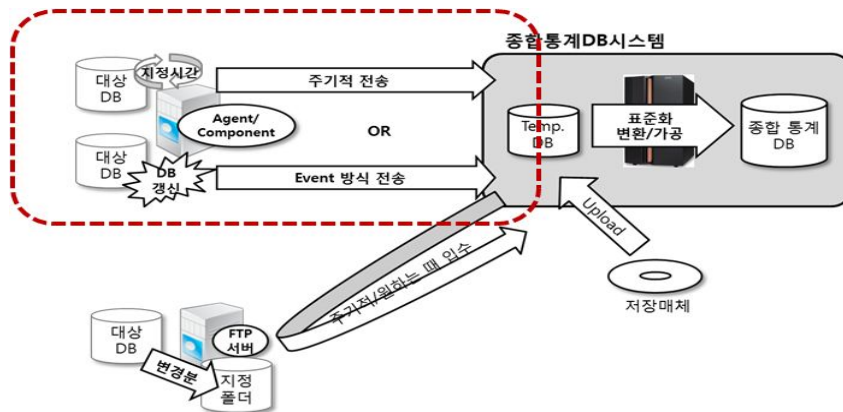 종합통계DB시스템
대상
DB
지정시간
주기적 전송
Agent/
Component
OR
Temp.
DB
표준화
변환/가공
종합 통계
DB
대상
DB
DB
갱신
Event 방식 전송
Upload
주기적/원하는 때 입수
저장매체
대상
DB
FTP
서버
변경분
지정
폴더